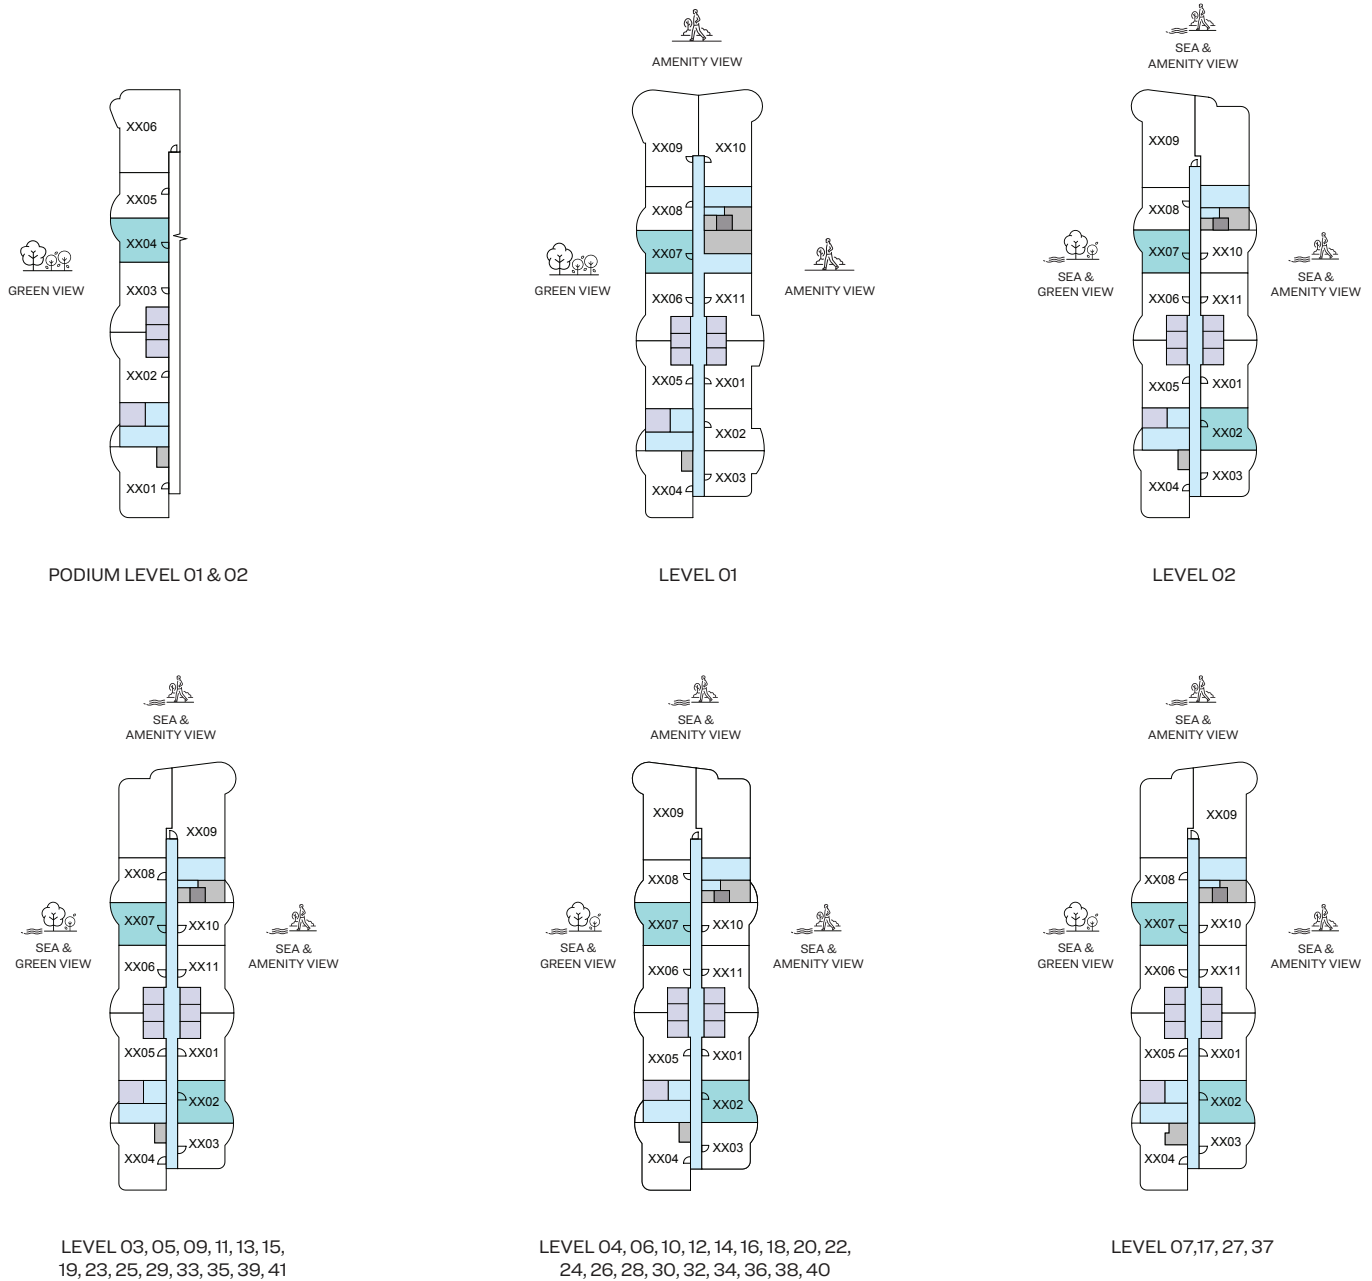 XX06
XX05
XX04
XX03
XX02
XX01
GREEN VIEW
PODIUM LEVEL 01 & 02
AMENITY VIEW
XX09 XX10
XX08
XX07
XX06 XX11
XX05 XX01
XX02
XX04 XX03
GREEN VIEW
AMENITY VIEW
LEVEL 01
SEA &
AMENITY VIEW
XX09
XX08
XX07 XX10
XX06 XX11
XX05 XX01
XX02
XX04 XX03
SEA &
GREEN VIEW
SEA &
AMENITY VIEW
LEVEL 02
SEA &
AMENITY VIEW
XX09
XX08
XX07 XX10
XX06 XX11
XX05 XX01
XX02
XX04 XX03
SEA &
GREEN VIEW
SEA &
AMENITY VIEW
LEVEL 03, 05, 09, 11, 13, 15,
19, 23, 25, 29, 33, 35, 39, 41
SEA &
AMENITY VIEW
XX09
XX08
XX07 XX10
XX06 XX11
XX05 XX01
XX02
XX04 XX03
SEA &
GREEN VIEW
SEA &
AMENITY VIEW
LEVEL 04, 06, 10, 12, 14, 16, 18, 20, 22,
24, 26, 28, 30, 32, 34, 36, 38, 40
SEA &
AMENITY VIEW
XX09
XX08
XX07 XX10
XX06 XX11
XX05 XX01
XX02
XX04 XX03
SEA &
GREEN VIEW
SEA &
AMENITY VIEW
LEVEL 07,17, 27, 37